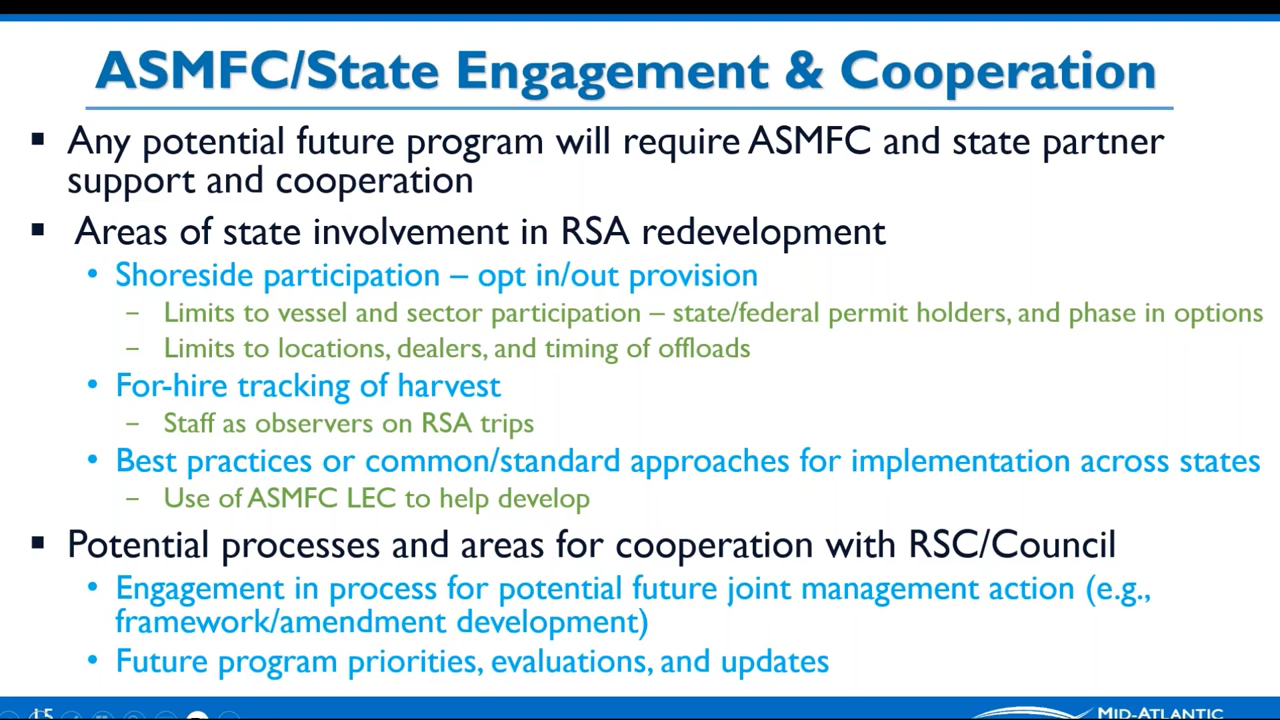 ASMFC/State Engagement & Cooperation
▪ Any potential future program will require ASMFC and state partner
support and cooperation
▪ Areas of state involvement in RSA redevelopment
• Shoreside participation – opt in/out provision
– Limits to vessel and sector participation – state/federal permit holders, and phase in options
– Limits to locations, dealers, and timing of offloads
• For-hire tracking of harvest
– Staff as observers on RSA trips
• Best practices or common/standard approaches for implementation across states
– Use of ASMFC LEC to help develop
▪ Potential processes and areas for cooperation with RSC/Council
• Engagement in process for potential future joint management action (e.g.,
framework/amendment development)
• Future program priorities, evaluations, and updates
15
MID-ATLANTIC